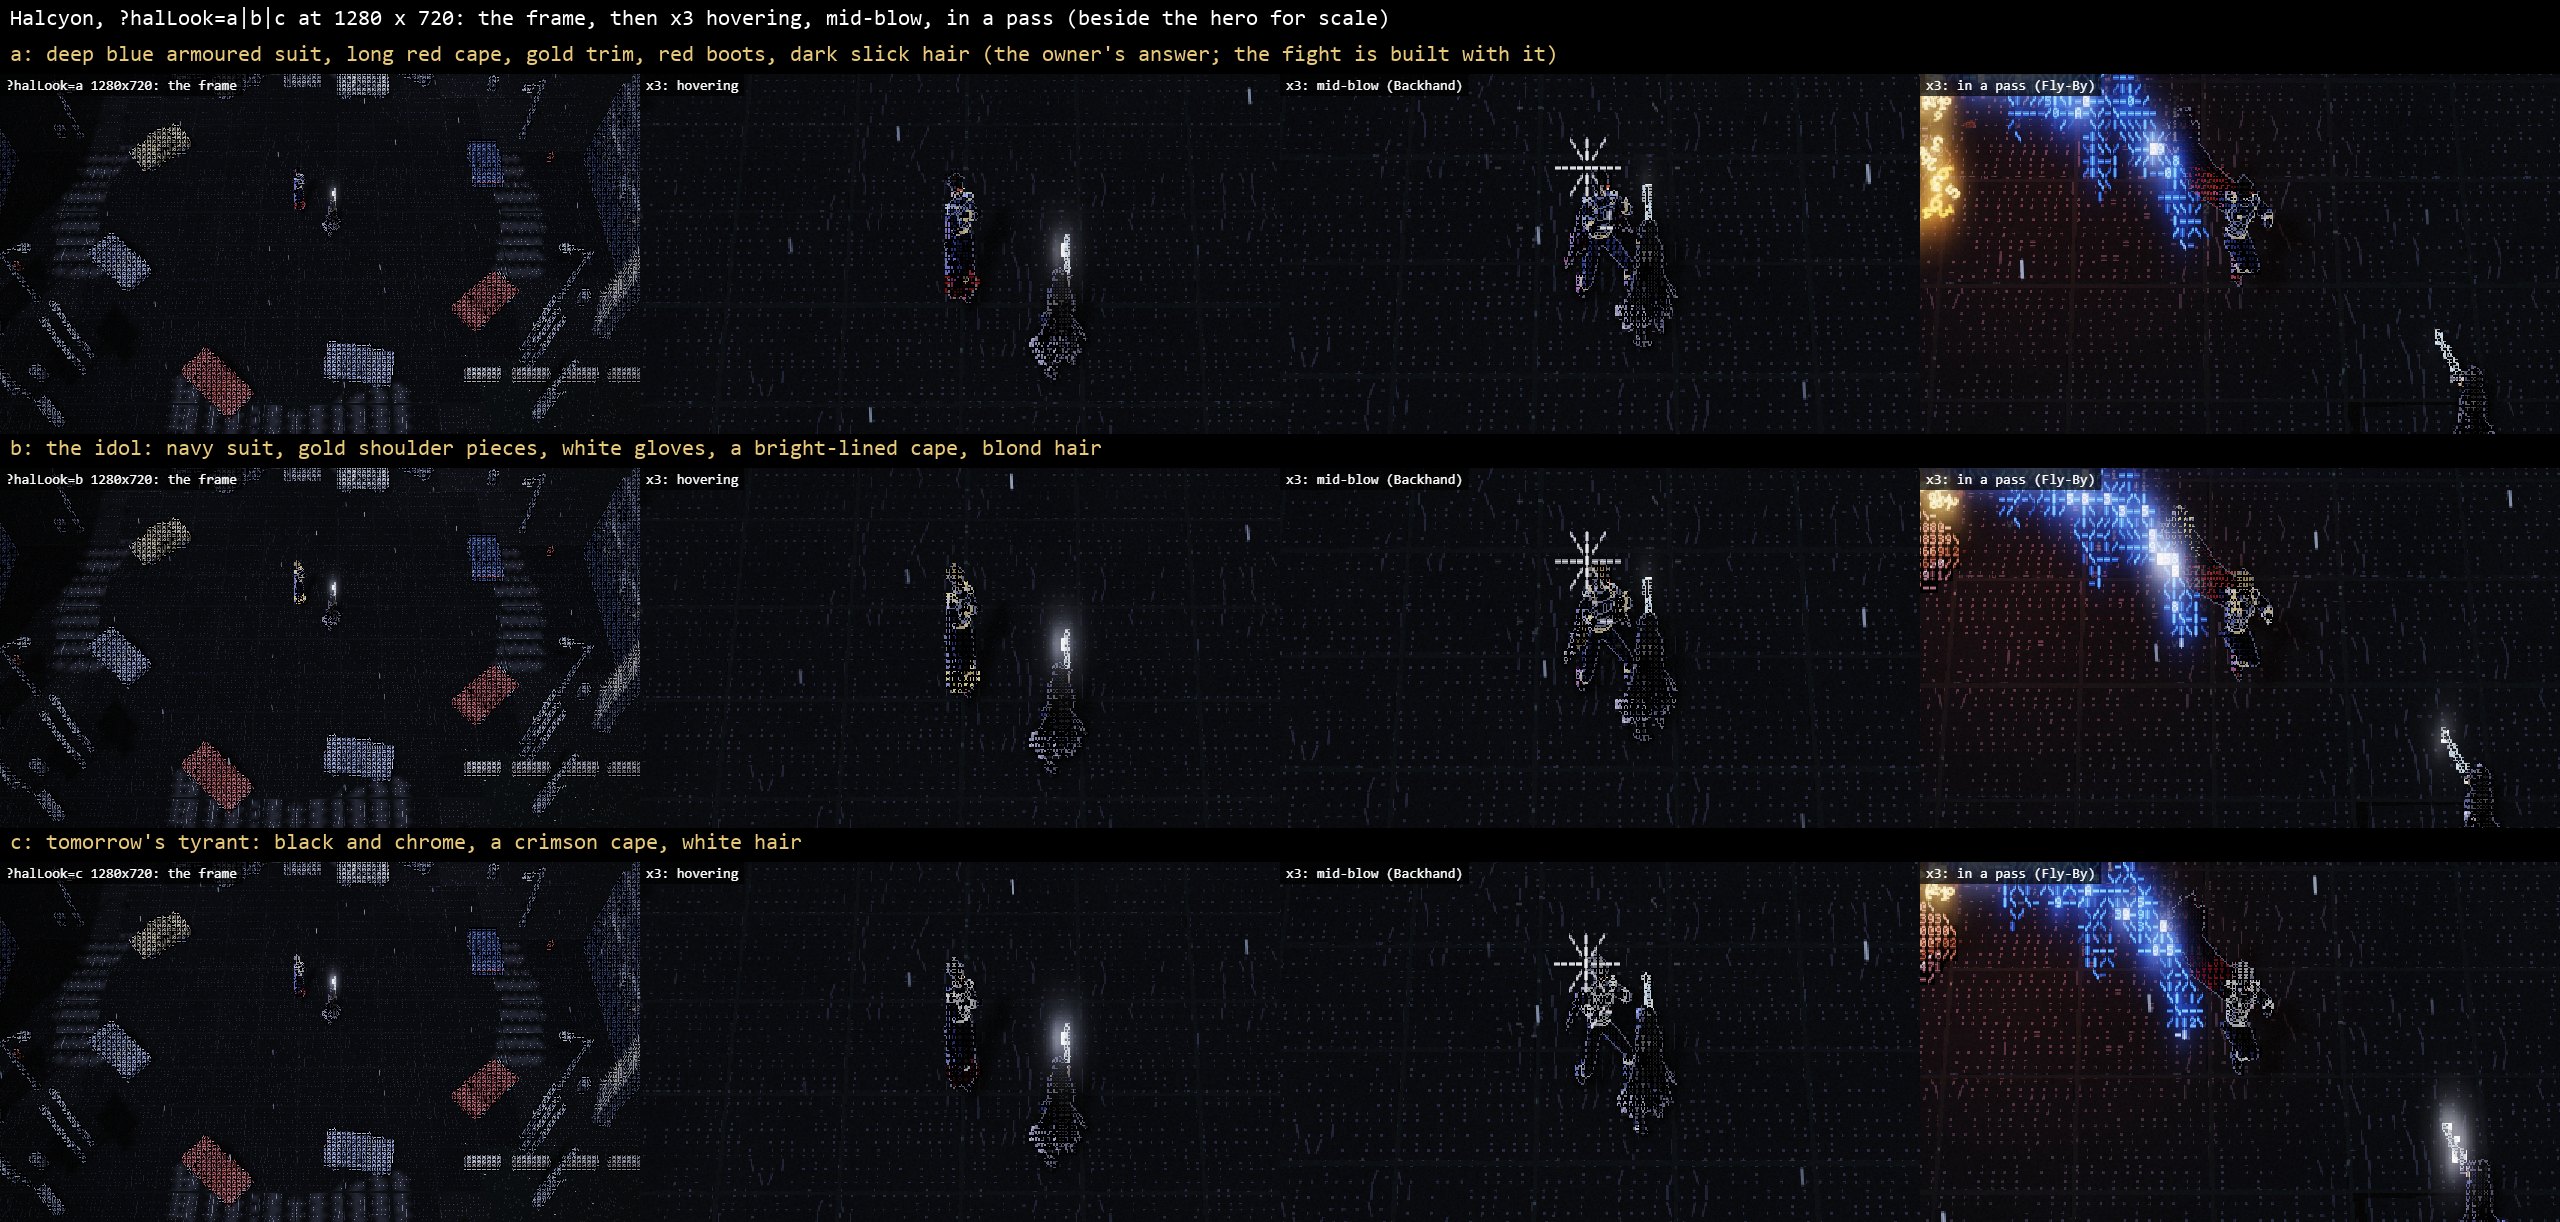 Halcyon, ?halLook=a|b|c at 1280 x 720: the frame, then x3 hovering, mid-blow, in a pass (beside the hero for scale)
a: deep blue armoured suit, long red cape, gold trim, red boots, dark slick hair (the owner's answer; the fight is built with it)
?halLook=a 1280x720: the frame
x3: hovering
x3: mid-blow (Backhand)
x3: in a pass (Fly-By)
b: the idol: navy suit, gold shoulder pieces, white gloves, a bright-lined cape, blond hair
?halLook=b 1280x720: the frame
x3: hovering
x3: mid-blow (Backhand)
x3: in a pass (Fly-By)
c: tomorrow's tyrant: black and chrome, a crimson cape, white hair
?halLook=c 1280x720: the frame
x3: hovering
x3: mid-blow (Backhand)
x3: in a pass (Fly-By)